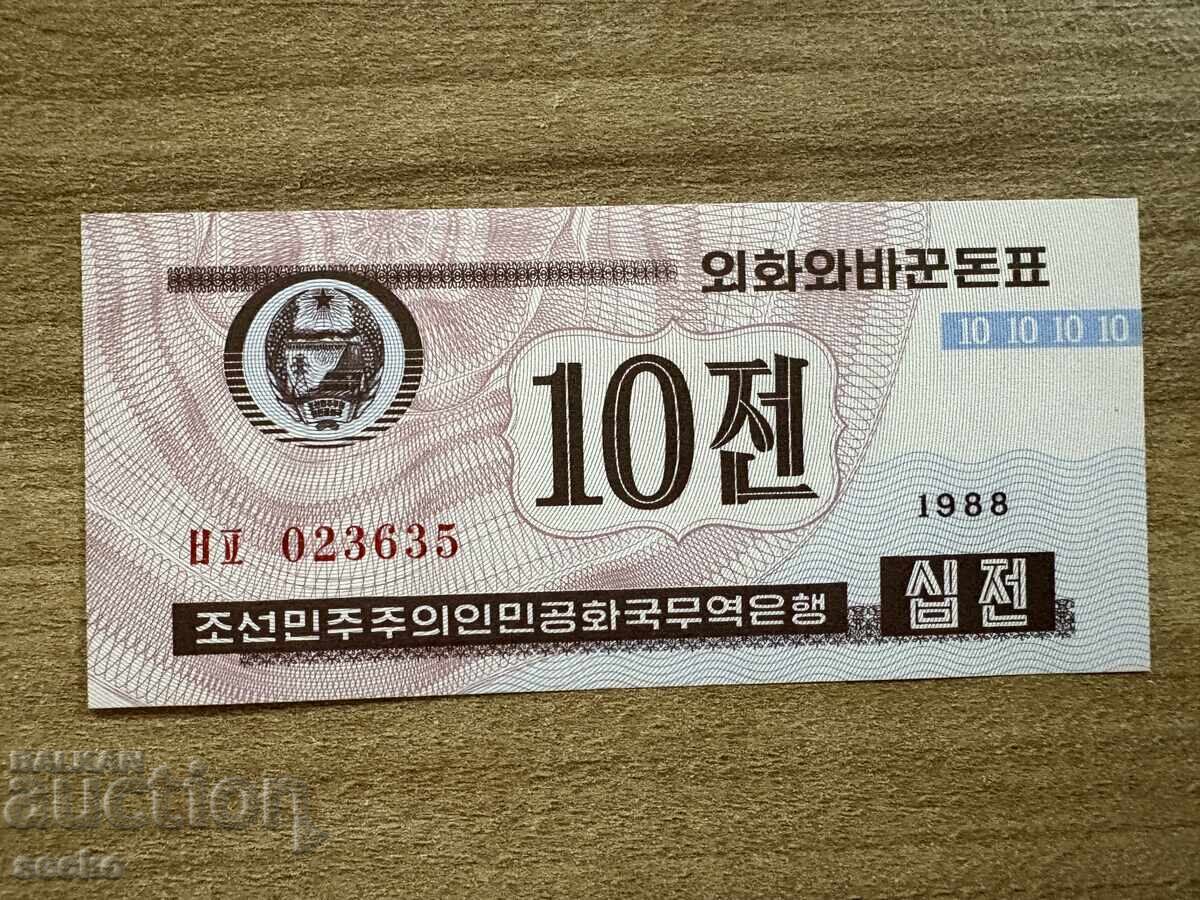 외화와바꾼돈표
10 10 10 10
10전
1988
ㅂㅍ 023635
십전
조선민주주의인민공화국무역은행
BALKAN
auction
secko